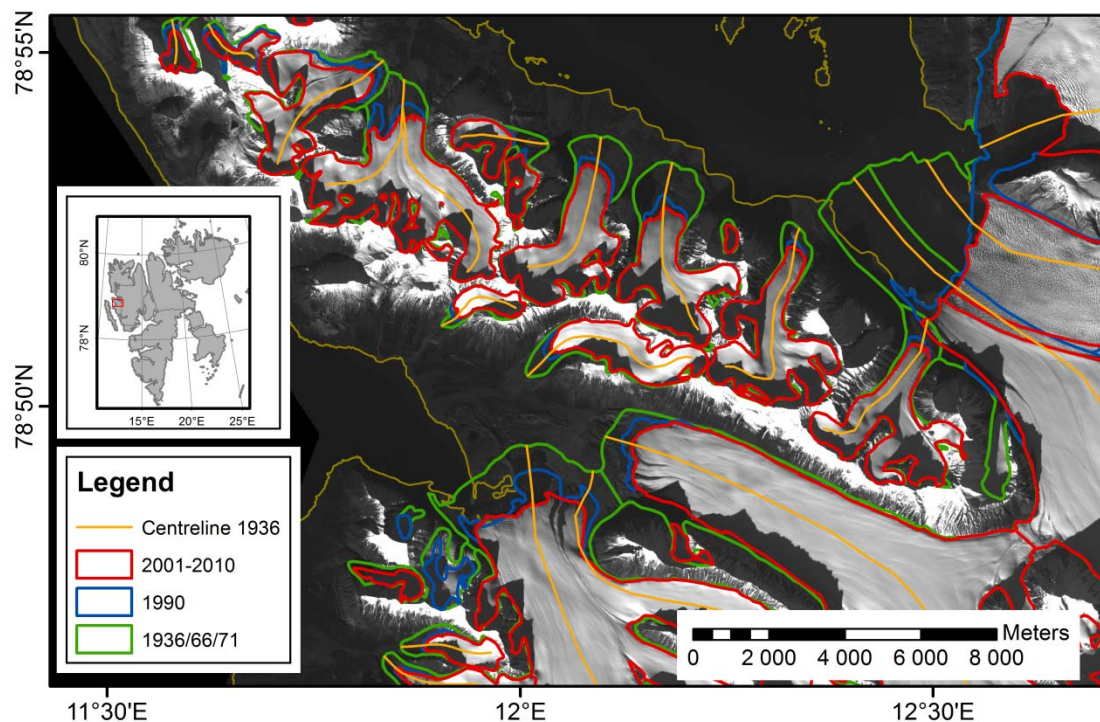 78°55'N
78°50'N
80°N
78°N
15°E 20°E 25°E
Legend
Centreline 1936
2001-2010
1990
1936/66/71
Meters
0 2 000 4 000 6 000 8 000
11°30'E 12°E 12°30'E